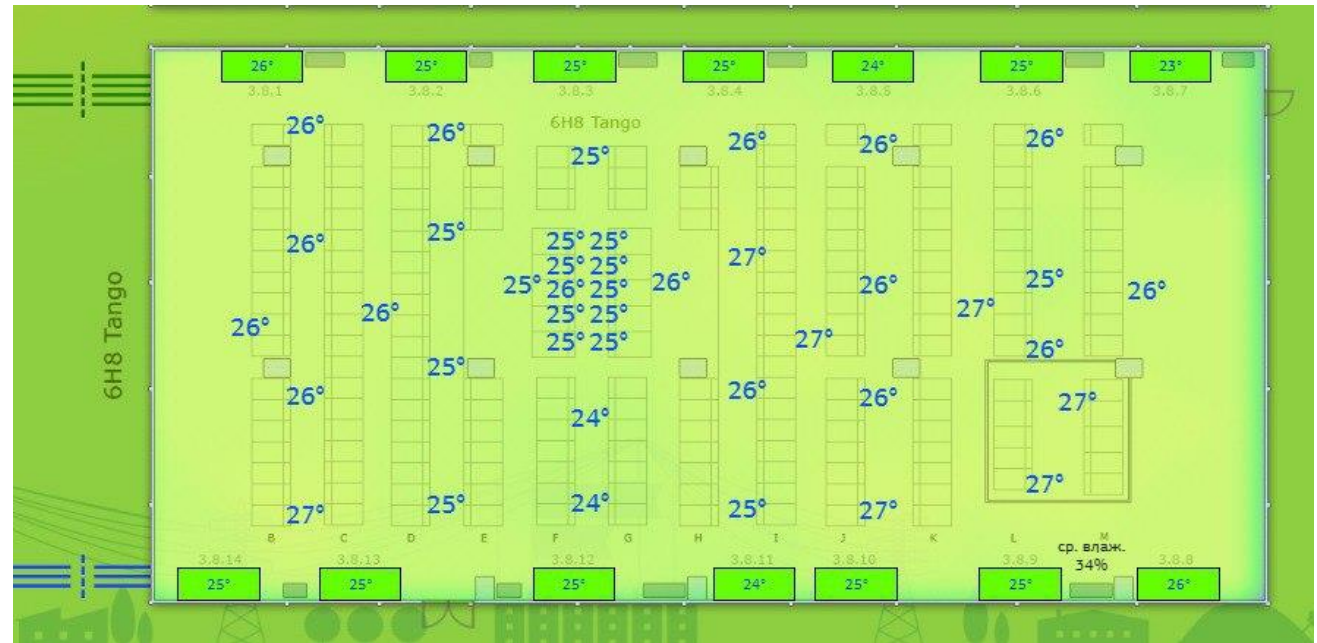 26° 25° 25° 25° 24° 25° 23°
3.8.1 3.8.2 3.8.3 3.8.4 3.8.5 3.8.6 3.8.7
6H8 Tango
26° 26° 26° 26° 26°
25°
26° 25° 25° 25° 27°
25° 25°
25° 26° 25° 26° 26° 25° 26°
26° 26° 25° 25° 27°
25° 25° 27° 26°
25° 26° 26° 27°
26° 24°
27° 25° 24° 25° 27° 27°
B C D E F G H I J K L M
ср. влаж.
34%
3.8.14 3.8.13 3.8.12 3.8.11 3.8.10 3.8.9 3.8.8
25° 25° 25° 24° 25° 25° 26°
6H8 Tango